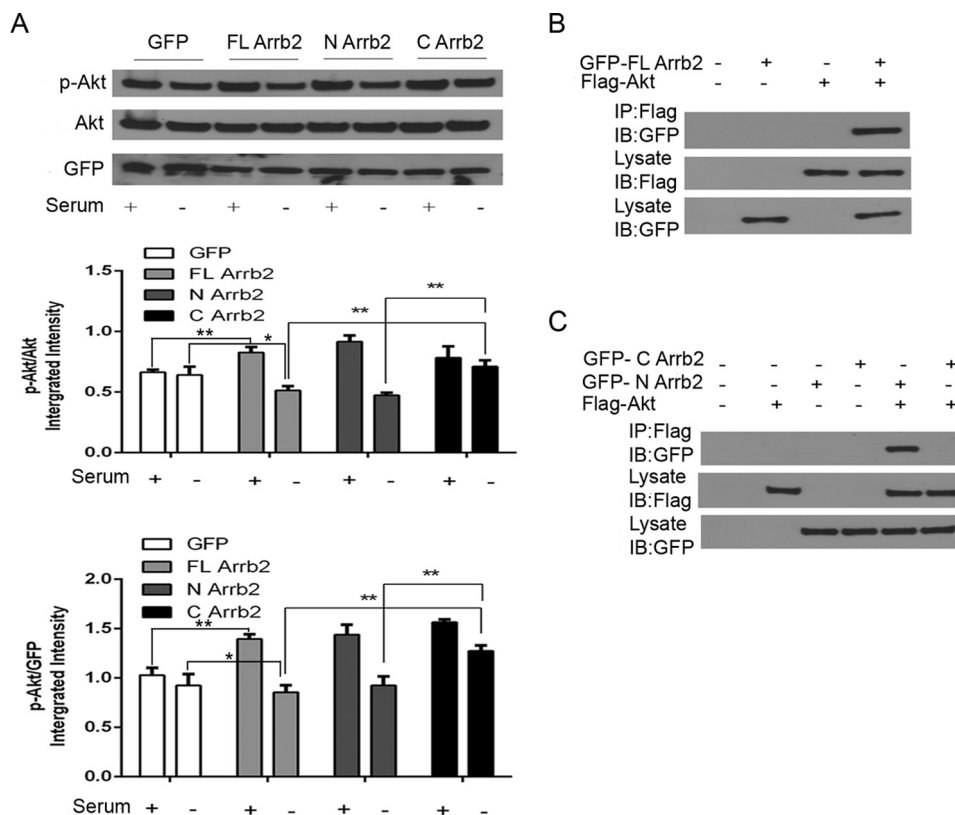 A
GFP FL Arrb2 N Arrb2 C Arrb2
p-Akt
Akt
GFP
Serum + - + - + - + -
GFP
FL Arrb2
N Arrb2
C Arrb2
p-Akt/Akt
Intergrated Intensity
1.5
1.0
0.5
0.0
** * ** **
Serum + - + - + - + -
GFP
FL Arrb2
N Arrb2
C Arrb2
p-Akt/GFP
Intergrated Intensity
2.0
1.5
1.0
0.5
0.0
** * ** **
Serum + - + - + - + -
B
GFP-FL Arrb2 - + - +
Flag-Akt - - + +
IP:Flag
IB:GFP
Lysate
IB:Flag
Lysate
IB:GFP
C
GFP- C Arrb2 - - - + - +
GFP- N Arrb2 - - + - + -
Flag-Akt - + - - + +
IP:Flag
IB:GFP
Lysate
IB:Flag
Lysate
IB:GFP